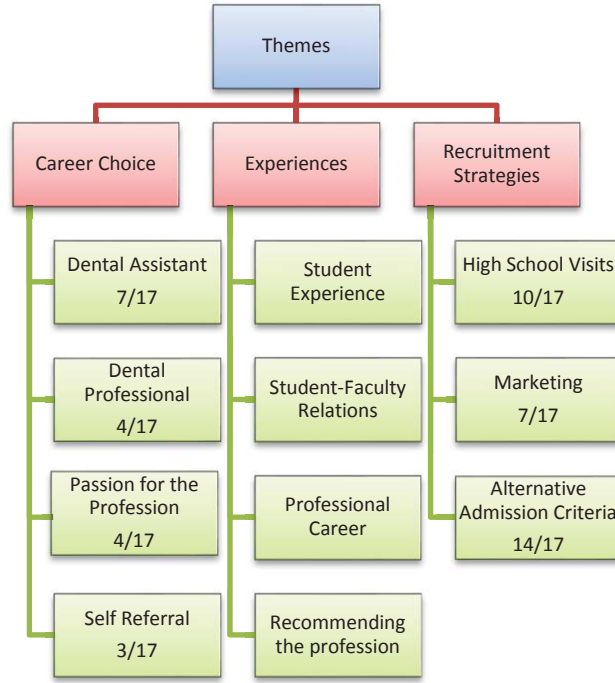 Themes
Career Choice
Experiences
Recruitment
Strategies
Dental Assistant
7/17
Dental
Professional
4/17
Passion for the
Profession
4/17
Self Referral
3/17
Student
Experience
Student-Faculty
Relations
Professional
Career
Recommending
the profession
High School Visits
10/17
Marketing
7/17
Alternative
Admission Criteria
14/17